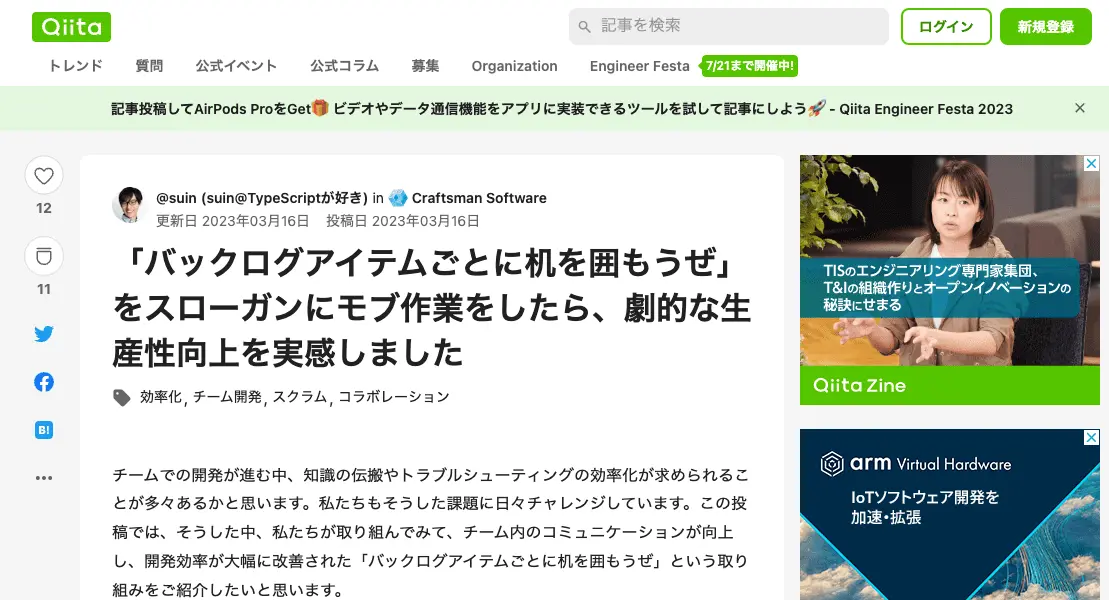 Qiita
記事を検索
ログイン
新規登録
トレンド
質問
公式イベント
公式コラム
募集
Organization
Engineer Festa
7/21まで開催中!
記事投稿してAirPods ProをGet🎁 ビデオやデータ通信機能をアプリに実装できるツールを試して記事にしよう🚀 - Qiita Engineer Festa 2023
12
11
B!
@suin (suin@TypeScriptが好き) in Craftsman Software
更新日 2023年03月16日 投稿日 2023年03月16日
「バックログアイテムごとに机を囲もうぜ」
をスローガンにモブ作業をしたら、劇的な生
産性向上を実感しました
効率化, チーム開発, スクラム, コラボレーション
チームでの開発が進む中、知識の伝搬やトラブルシューティングの効率化が求められるこ
とが多々あるかと思います。私たちもそうした課題に日々チャレンジしています。この投
稿では、そうした中、私たちが取り組んでみて、チーム内のコミュニケーションが向上
し、開発効率が大幅に改善された「バックログアイテムごとに机を囲もうぜ」という取り
組みをご紹介したいと思います。
TISのエンジニアリング専門家集団、
T&Iの組織作りとオープンイノベーションの
秘訣にせまる
Qiita Zine
arm Virtual Hardware
IoTソフトウェア開発を
加速・拡張